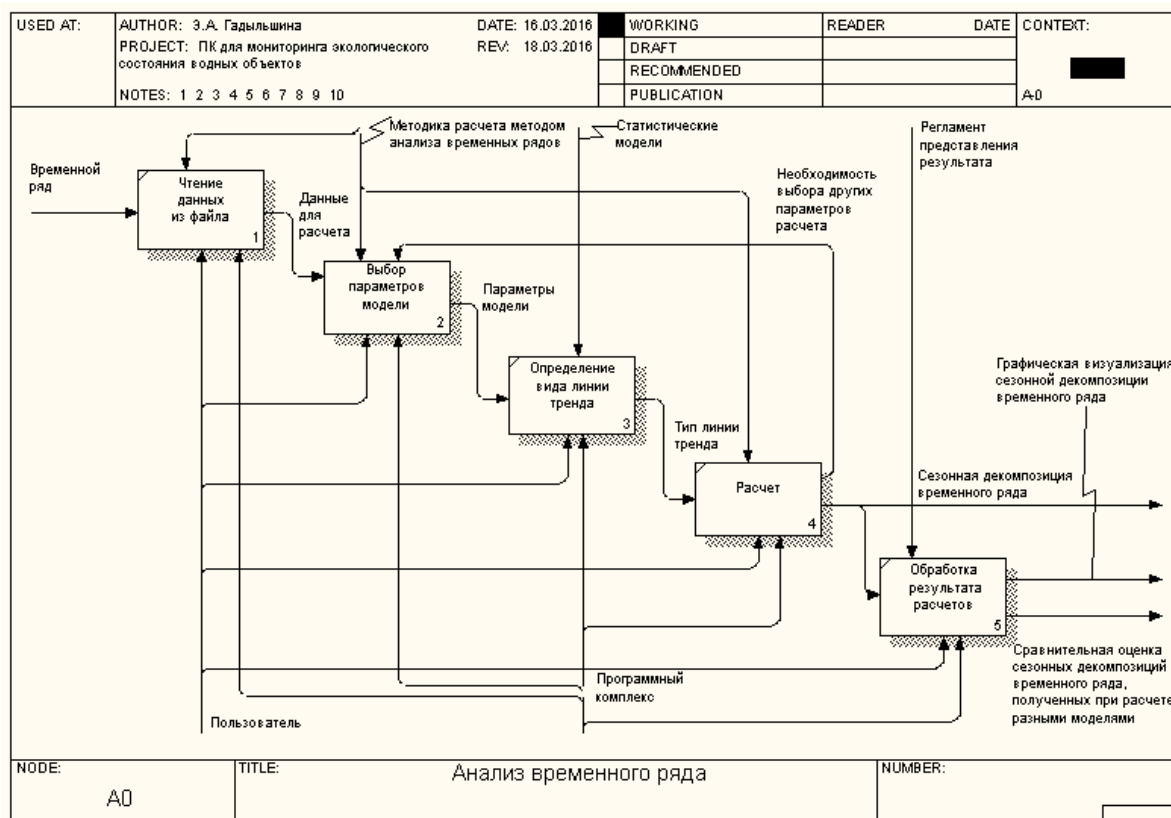 USED AT:
AUTHOR: Э.А. Гадыльшина
DATE: 16.03.2016
PROJECT: ПК для мониторинга экологического
состояния водных объектов
REV: 18.03.2016
NOTES: 1 2 3 4 5 6 7 8 9 10
WORKING
DRAFT
RECOMMENDED
PUBLICATION
READER
DATE
CONTEXT:
A-0
Методика расчета методом
анализа временных рядов
Статистические
модели
Регламент
представления
результата
Временной
ряд
Чтение
данных
из файла
1
Данные
для
расчета
Необходимость
выбора других
параметров
расчета
Выбор
параметров
модели
2
Параметры
модели
Определение
вида линии
тренда
3
Тип линии
тренда
Графическая визуализация
сезонной декомпозиции
временного ряда
Расчет
4
Сезонная декомпозиция
временного ряда
Обработка
результата
расчетов
5
Сравнительная оценка
сезонных декомпозиций
временного ряда,
полученных при расчете
разными моделями
Программный
комплекс
Пользователь
NODE:
A0
TITLE:
Анализ временного ряда
NUMBER: